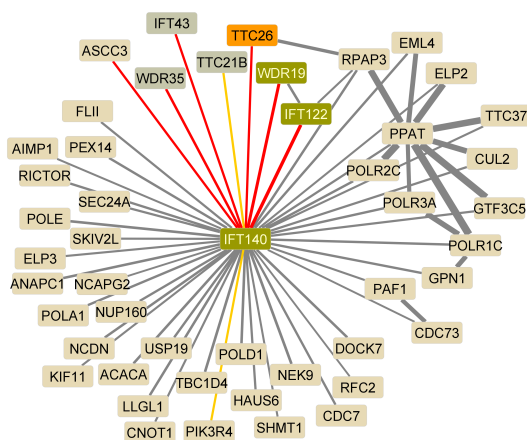 IFT43
TTC26
ASCC3
EML4
TTC21B
RPAP3
WDR19
WDR35
ELP2
FLII
IFT122
TTC37
PPAT
PEX14
AIMP1
CUL2
RICTOR
POLR2C
SEC24A
POLR3A
GTF3C5
POLE
SKIV2L
IFT140
POLR1C
ELP3
GPN1
ANAPC1
NCAPG2
PAF1
POLA1
NUP160
CDC73
NCDN
USP19
POLD1
DOCK7
KIF11
ACACA
TBC1D4
NEK9
RFC2
LLGL1
HAUS6
CDC7
SHMT1
CNOT1
PIK3R4